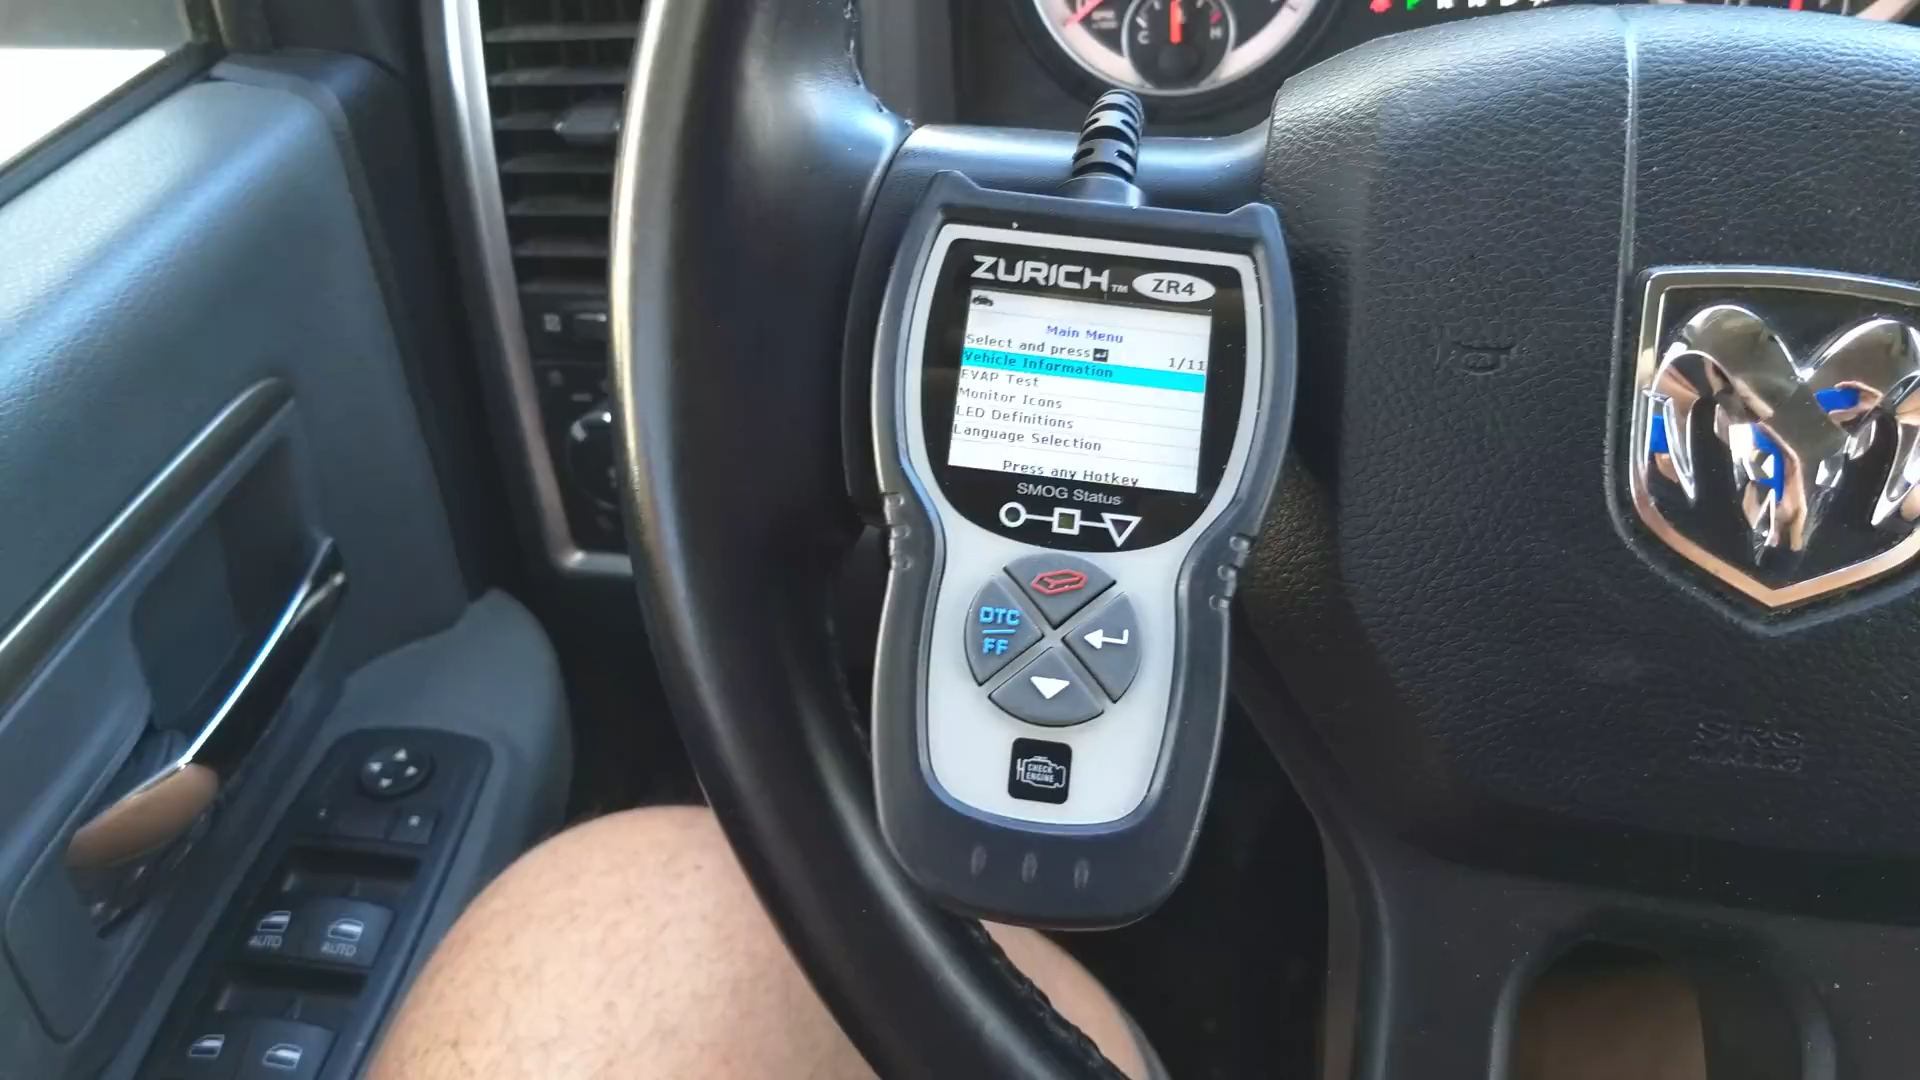 C H
P R N D
ZURICH TM ZR4
Main Menu
Select and press
1/11
Vehicle Information
EVAP Test
Monitor Icons
LED Definitions
Language Selection
Press any Hotkey
SMOG Status
DTC
FF
CHECK
ENGINE
SRS
AUTO AUTO